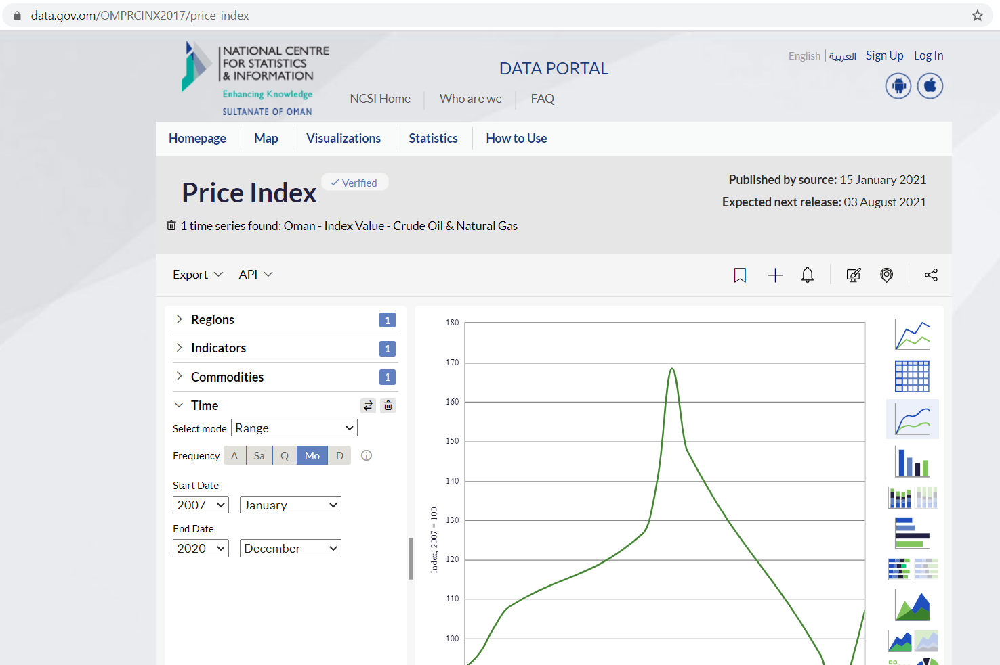 data.gov.om/OMPRCINX2017/price-index
NATIONAL CENTRE
FOR STATISTICS
& INFORMATION
Enhancing Knowledge
SULTANATE OF OMAN
DATA PORTAL
English العربية Sign Up Log In
NCSI Home Who are we FAQ
Homepage Map Visualizations Statistics How to Use
Price Index
Verified
Published by source: 15 January 2021
Expected next release: 03 August 2021
1 time series found: Oman - Index Value - Crude Oil & Natural Gas
Export API
Regions 1
Indicators 1
Commodities 1
Time
Select mode Range
Frequency A Sa Q Mo D
Start Date
2007 January
End Date
2020 December
180
170
160
150
140
130
120
110
100
Index, 2007 = 100